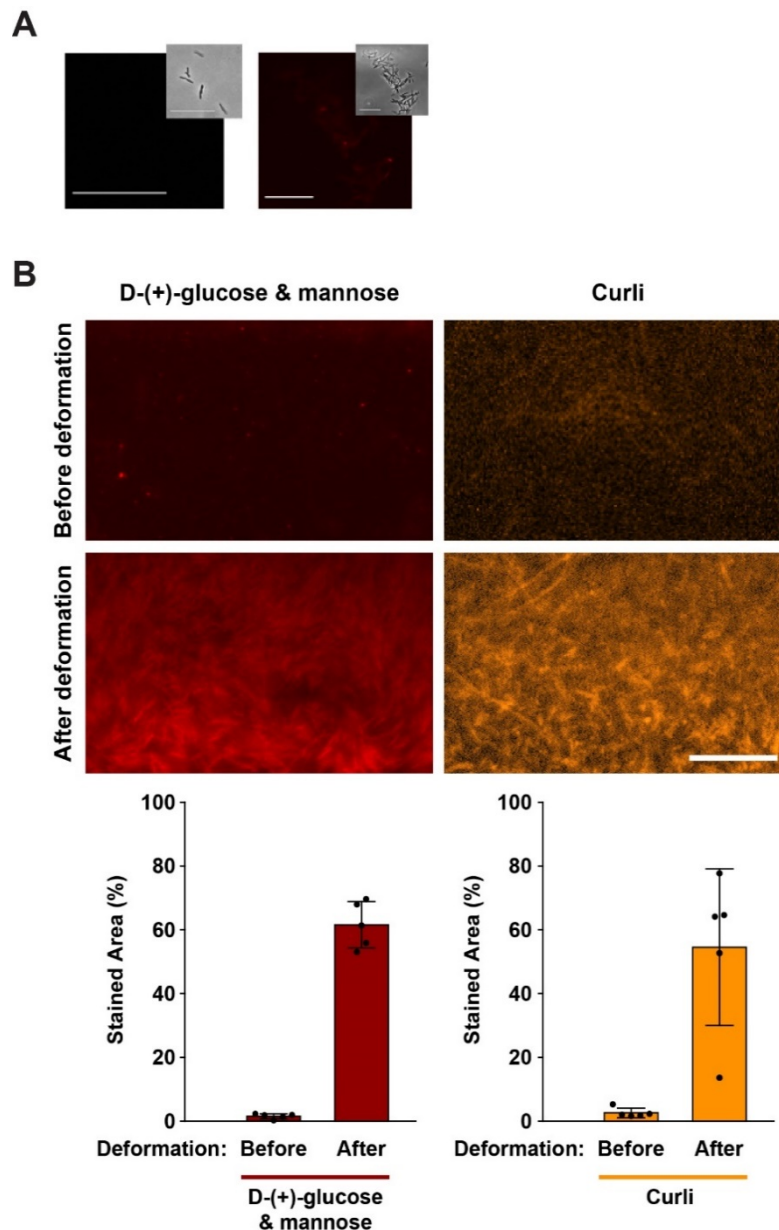 A
B
D-(+)-glucose & mannose
Curli
Before deformation
After deformation
100
80
60
40
20
0
Stained Area (%)
Deformation: Before After
D-(+)-glucose
& mannose
100
80
60
40
20
0
Stained Area (%)
Deformation: Before After
Curli